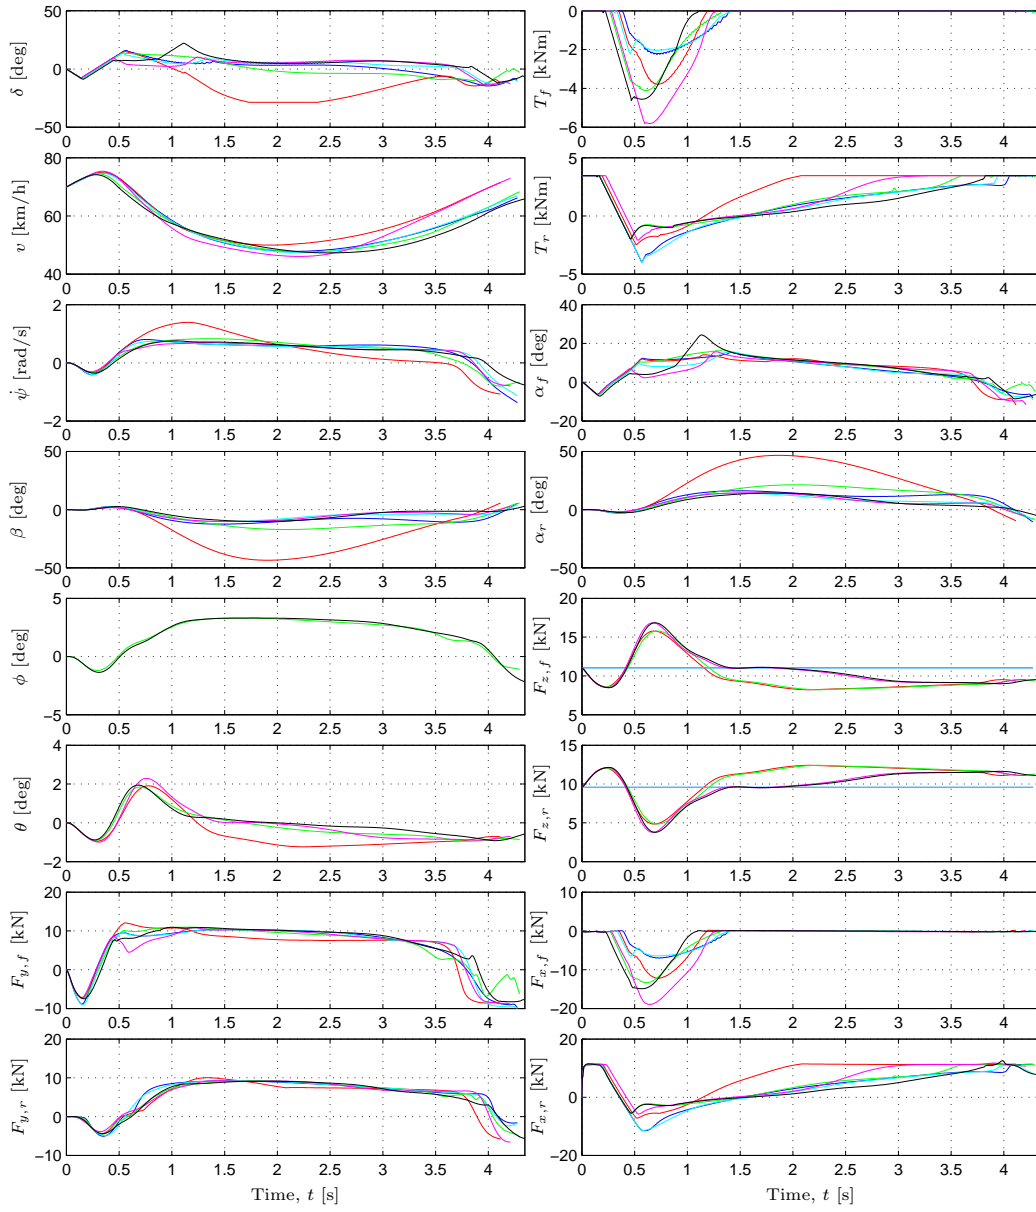 δ [deg]
50
0
−50
0 0.5 1 1.5 2 2.5 3 3.5 4
T_f [kNm]
0
−2
−4
−6
0 0.5 1 1.5 2 2.5 3 3.5 4
v [km/h]
80
60
40
0 0.5 1 1.5 2 2.5 3 3.5 4
T_r [kNm]
5
0
−5
0 0.5 1 1.5 2 2.5 3 3.5 4
ψ̇ [rad/s]
2
0
−2
0 0.5 1 1.5 2 2.5 3 3.5 4
α_f [deg]
40
20
0
−20
0 0.5 1 1.5 2 2.5 3 3.5 4
β [deg]
50
0
−50
0 0.5 1 1.5 2 2.5 3 3.5 4
α_r [deg]
50
0
−50
0 0.5 1 1.5 2 2.5 3 3.5 4
φ [deg]
5
0
−5
0 0.5 1 1.5 2 2.5 3 3.5 4
F_{z,f} [kN]
20
15
10
5
0 0.5 1 1.5 2 2.5 3 3.5 4
θ [deg]
4
2
0
−2
0 0.5 1 1.5 2 2.5 3 3.5 4
F_{z,r} [kN]
15
10
5
0
0 0.5 1 1.5 2 2.5 3 3.5 4
F_{y,f} [kN]
20
10
0
−10
0 0.5 1 1.5 2 2.5 3 3.5 4
F_{x,f} [kN]
10
0
−10
−20
0 0.5 1 1.5 2 2.5 3 3.5 4
F_{y,r} [kN]
20
10
0
−10
0 0.5 1 1.5 2 2.5 3 3.5 4
Time, t [s]
F_{x,r} [kN]
20
0
−20
0 0.5 1 1.5 2 2.5 3 3.5 4
Time, t [s]